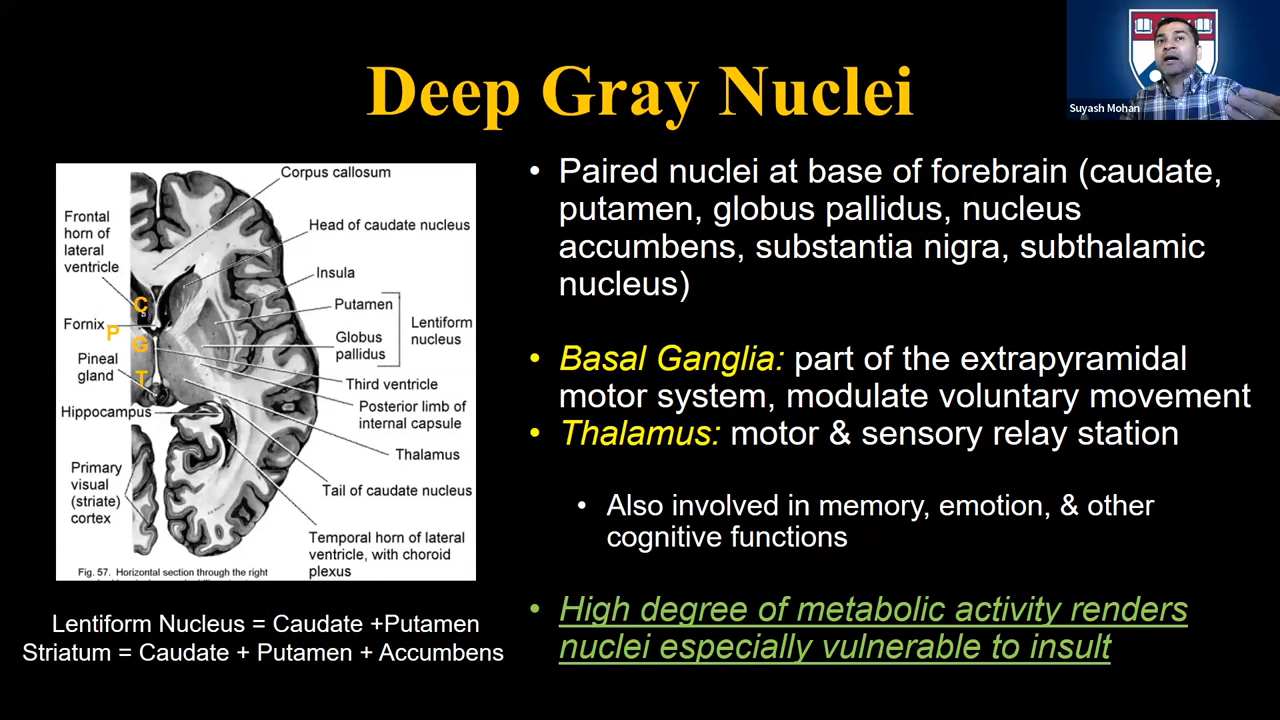 Deep Gray Nuclei
Suyash Mohan
Corpus callosum
Frontal
horn of
lateral
ventricle
Head of caudate nucleus
Insula
Putamen
C
Lentiform
nucleus
Fornix
P
G
Globus
pallidus
Pineal
gland
T
Third ventricle
Hippocampus
Posterior limb of
internal capsule
Thalamus
Primary
visual
(striate)
cortex
Tail of caudate nucleus
Temporal horn of lateral
ventricle, with choroid
plexus
Fig. 57. Horizontal section through the right
Lentiform Nucleus = Caudate +Putamen
Striatum = Caudate + Putamen + Accumbens
• Paired nuclei at base of forebrain (caudate,
putamen, globus pallidus, nucleus
accumbens, substantia nigra, subthalamic
nucleus)
• Basal Ganglia: part of the extrapyramidal
motor system, modulate voluntary movement
• Thalamus: motor & sensory relay station
• Also involved in memory, emotion, & other
cognitive functions
• High degree of metabolic activity renders
nuclei especially vulnerable to insult